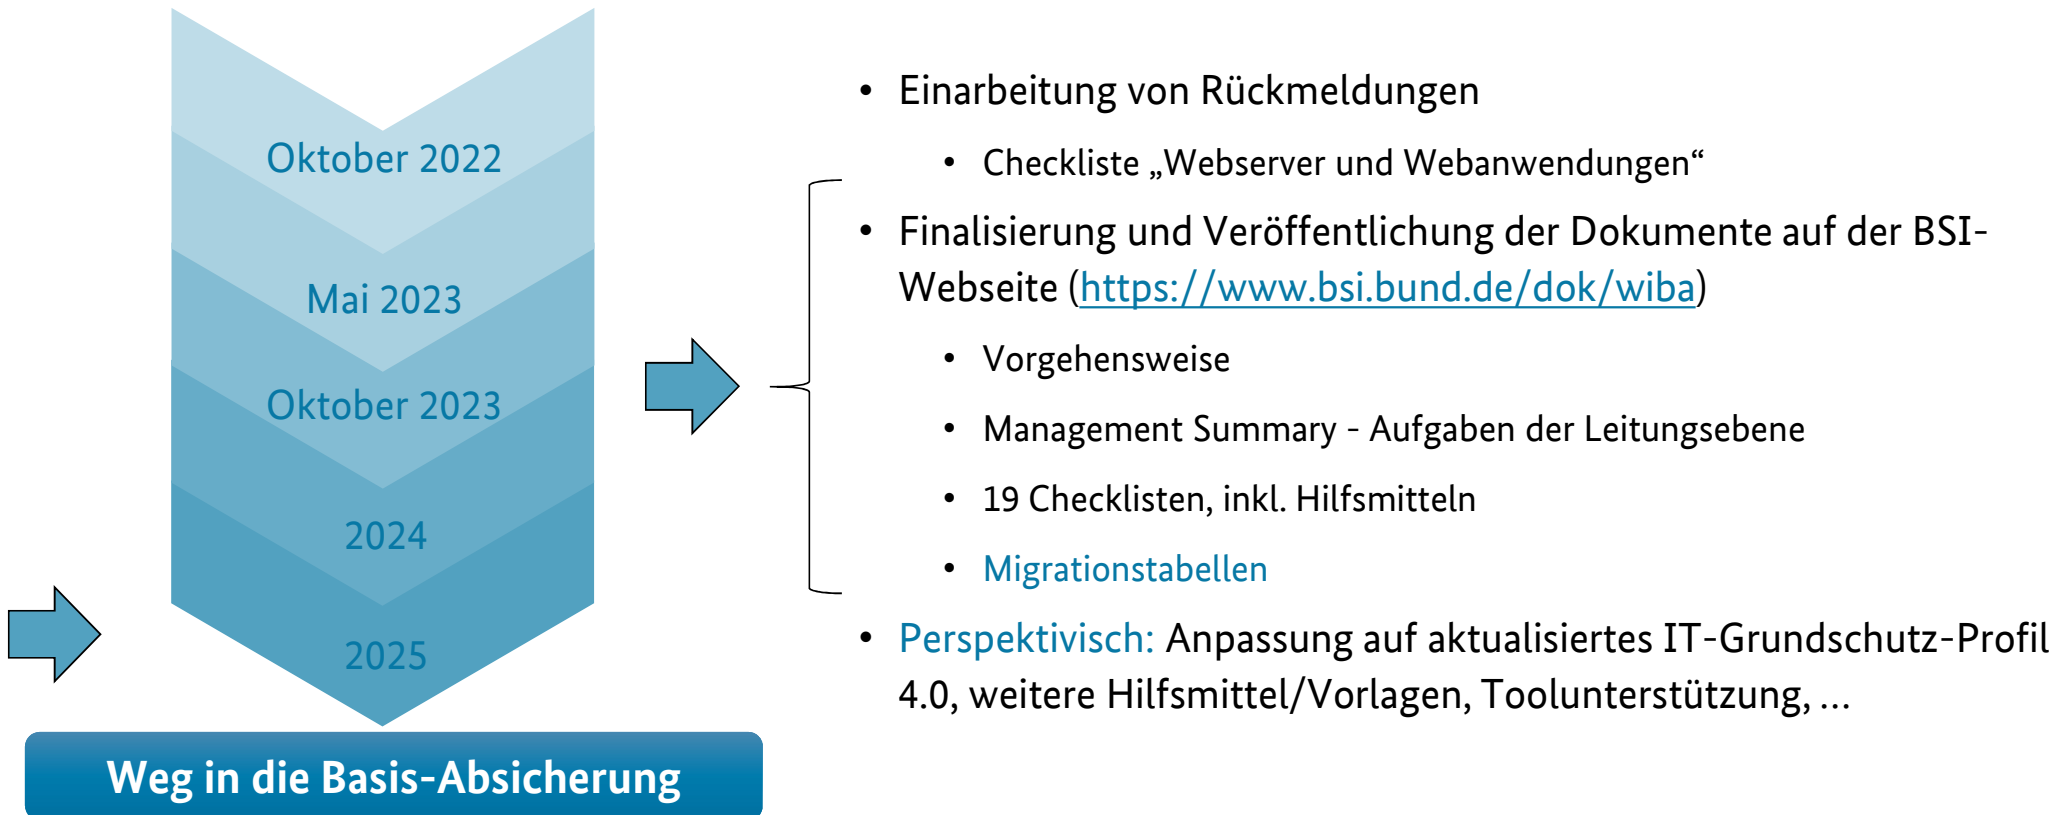 Oktober 2022
Mai 2023
Oktober 2023
2024
2025
Weg in die Basis-Absicherung
• Einarbeitung von Rückmeldungen
• Checkliste „Webserver und Webanwendungen“
• Finalisierung und Veröffentlichung der Dokumente auf der BSI-
Webseite (https://www.bsi.bund.de/dok/wiba)
• Vorgehensweise
• Management Summary - Aufgaben der Leitungsebene
• 19 Checklisten, inkl. Hilfsmitteln
• Migrationstabellen
• Perspektivisch: Anpassung auf aktualisiertes IT-Grundschutz-Profil
4.0, weitere Hilfsmittel/Vorlagen, Toolunterstützung, ...